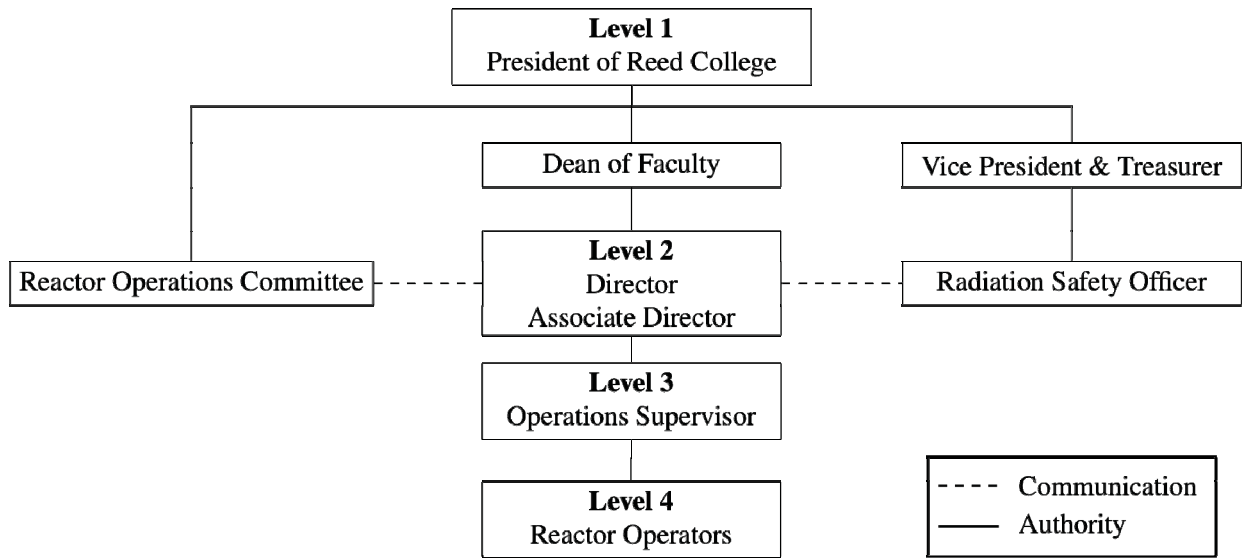 Level 1
President of Reed College
Dean of Faculty
Vice President & Treasurer
Reactor Operations Committee
Level 2
Director
Associate Director
Radiation Safety Officer
Level 3
Operations Supervisor
Level 4
Reactor Operators
Communication
Authority